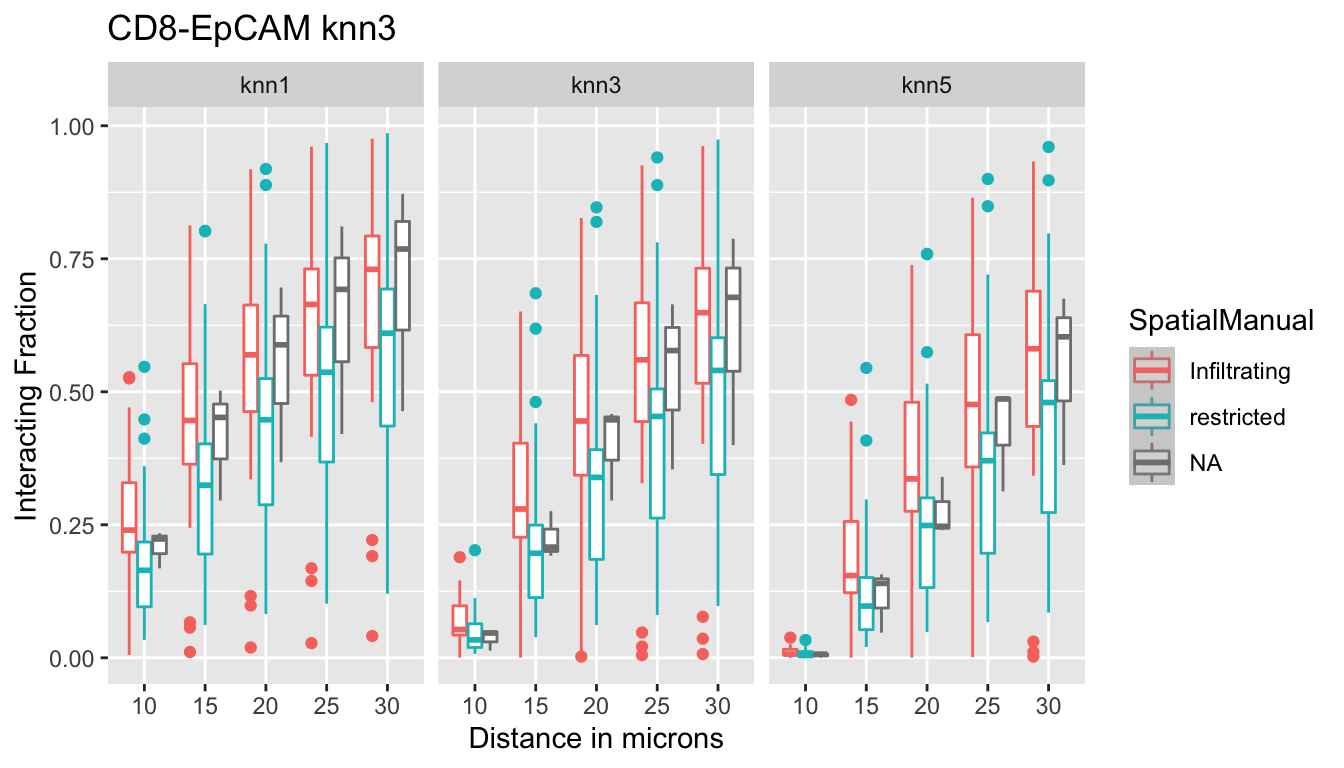 CD8-EpCAM knn3
knn1 knn3 knn5
Interacting Fraction
1.00
0.75
0.50
0.25
0.00
10 15 20 25 30 10 15 20 25 30 10 15 20 25 30
Distance in microns
SpatialManual
Infiltrating
restricted
NA